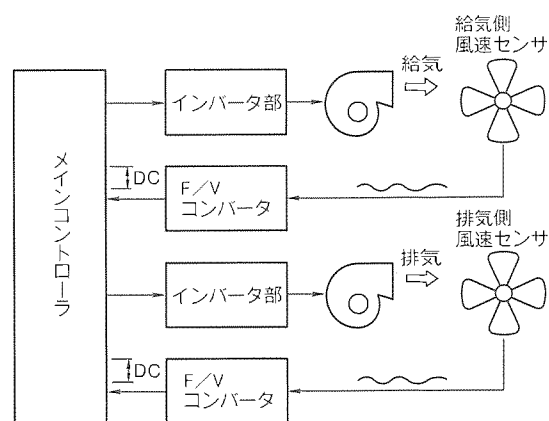 給気側
風速センサ
給気
インバータ部
メインコントローラ
DC
F/V
コンバータ
排気側
風速センサ
排気
インバータ部
DC
F/V
コンバータ